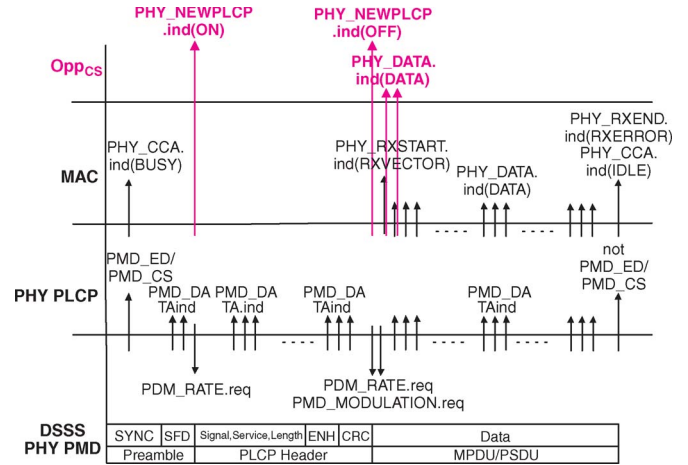 PHY_NEWPLCP
.ind(ON)
PHY_NEWPLCP
.ind(OFF)
OppCS
PHY_DATA.
ind(DATA)
PHY_CCA.
ind(BUSY)
MAC
PHY_RXSTART.
ind(RXVECTOR)
PHY_DATA.
ind(DATA)
PHY_RXEND.
ind(RXERROR)
PHY_CCA.
ind(IDLE)
PMD_ED/
PMD_CS
PHY PLCP
PMD_DA
TAind
PMD_DA
TA.ind
PMD_DA
TAind
PMD_DA
TAind
not
PMD_ED/
PMD_CS
PDM_RATE.req
PDM_RATE.req
PMD_MODULATION.req
DSSS
PHY PMD
SYNC SFD Signal,Service,Length ENH CRC Data
Preamble PLCP Header MPDU/PSDU